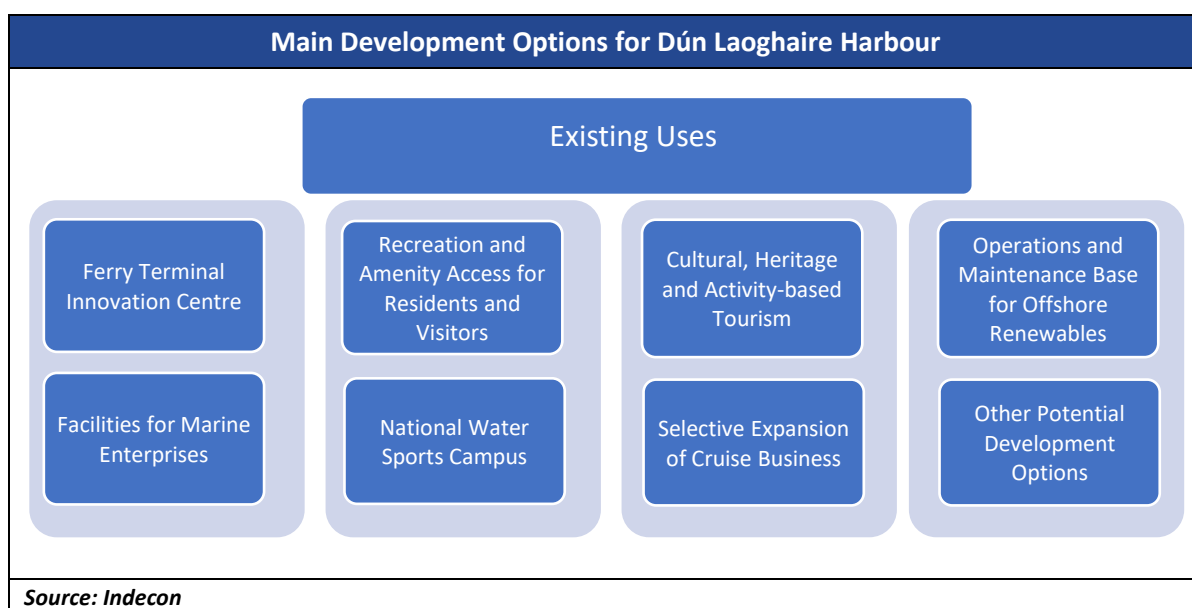 Main Development Options for Dún Laoghaire Harbour
Existing Uses
Ferry Terminal
Innovation Centre
Facilities for Marine
Enterprises
Recreation and
Amenity Access for
Residents and
Visitors
National Water
Sports Campus
Cultural, Heritage
and Activity-based
Tourism
Selective Expansion
of Cruise Business
Operations and
Maintenance Base
for Offshore
Renewables
Other Potential
Development
Options
Source: Indecon